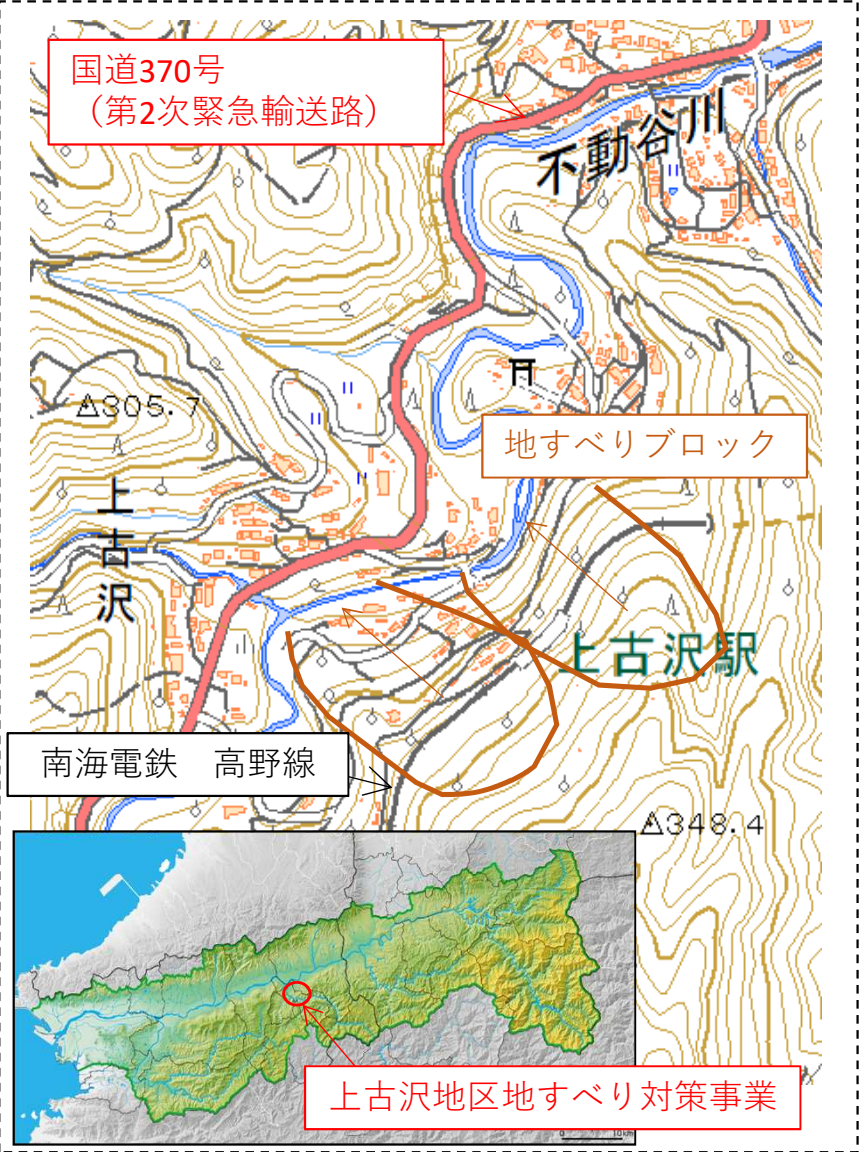 国道370号
(第2次緊急輸送路)
不動谷川
305.7
地すべりブロック
上古沢
上古沢駅
南海電鉄　高野線
348.4
上古沢地区地すべり対策事業
0 10km